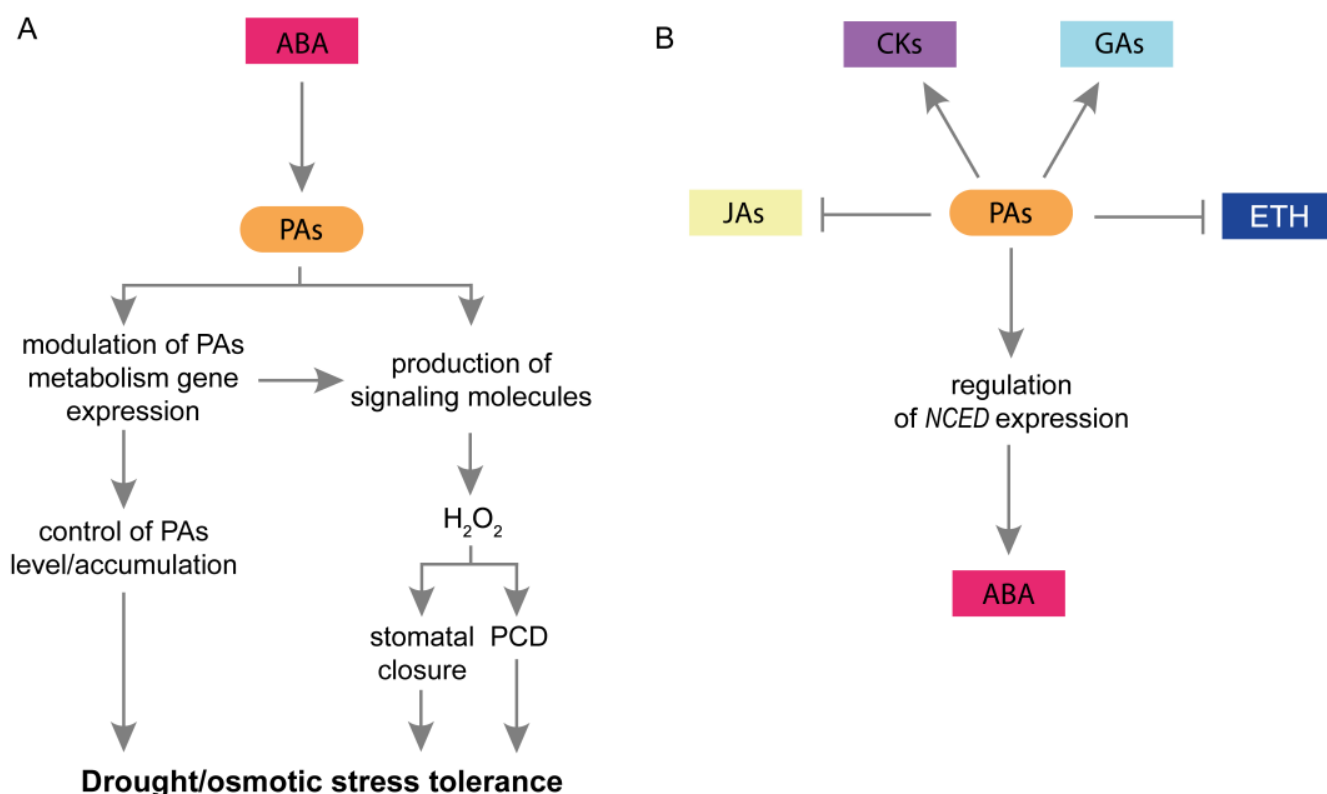 A
ABA
PAs
modulation of PAs
metabolism gene
expression
production of
signaling molecules
control of PAs
level/accumulation
H₂O₂
stomatal
closure
PCD
Drought/osmotic stress tolerance
B
CKs
GAs
JAs
PAs
ETH
regulation
of NCED expression
ABA